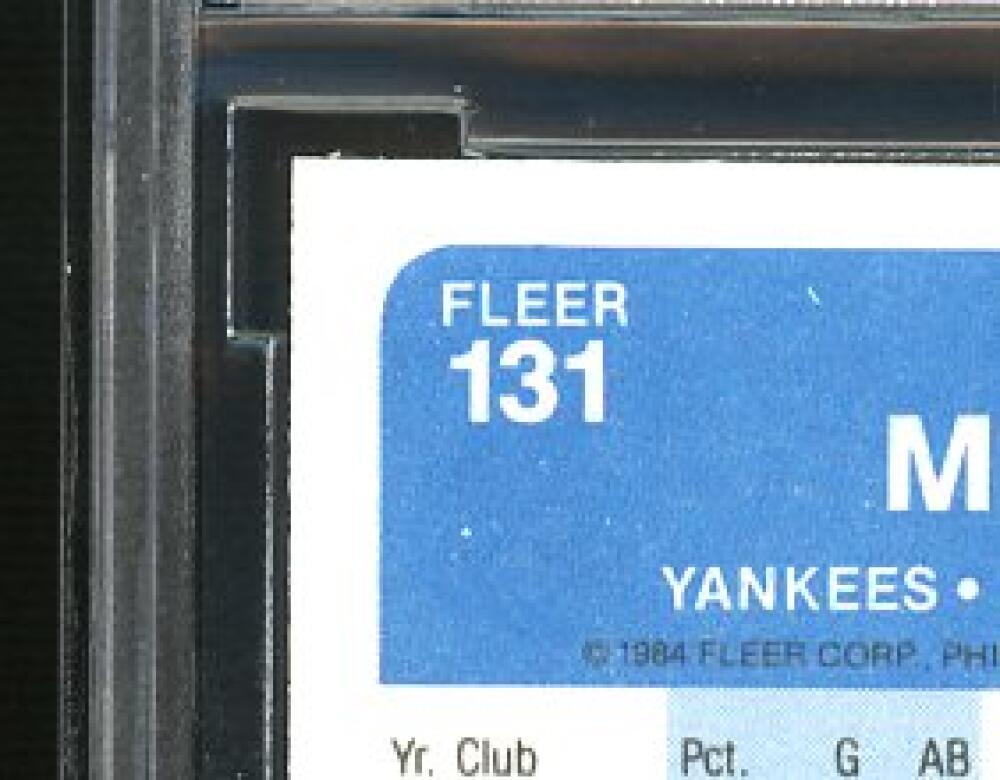 FLEER
131
M
YANKEES •
© 1984 FLEER CORP., PHI
Yr. Club Pct. G AB